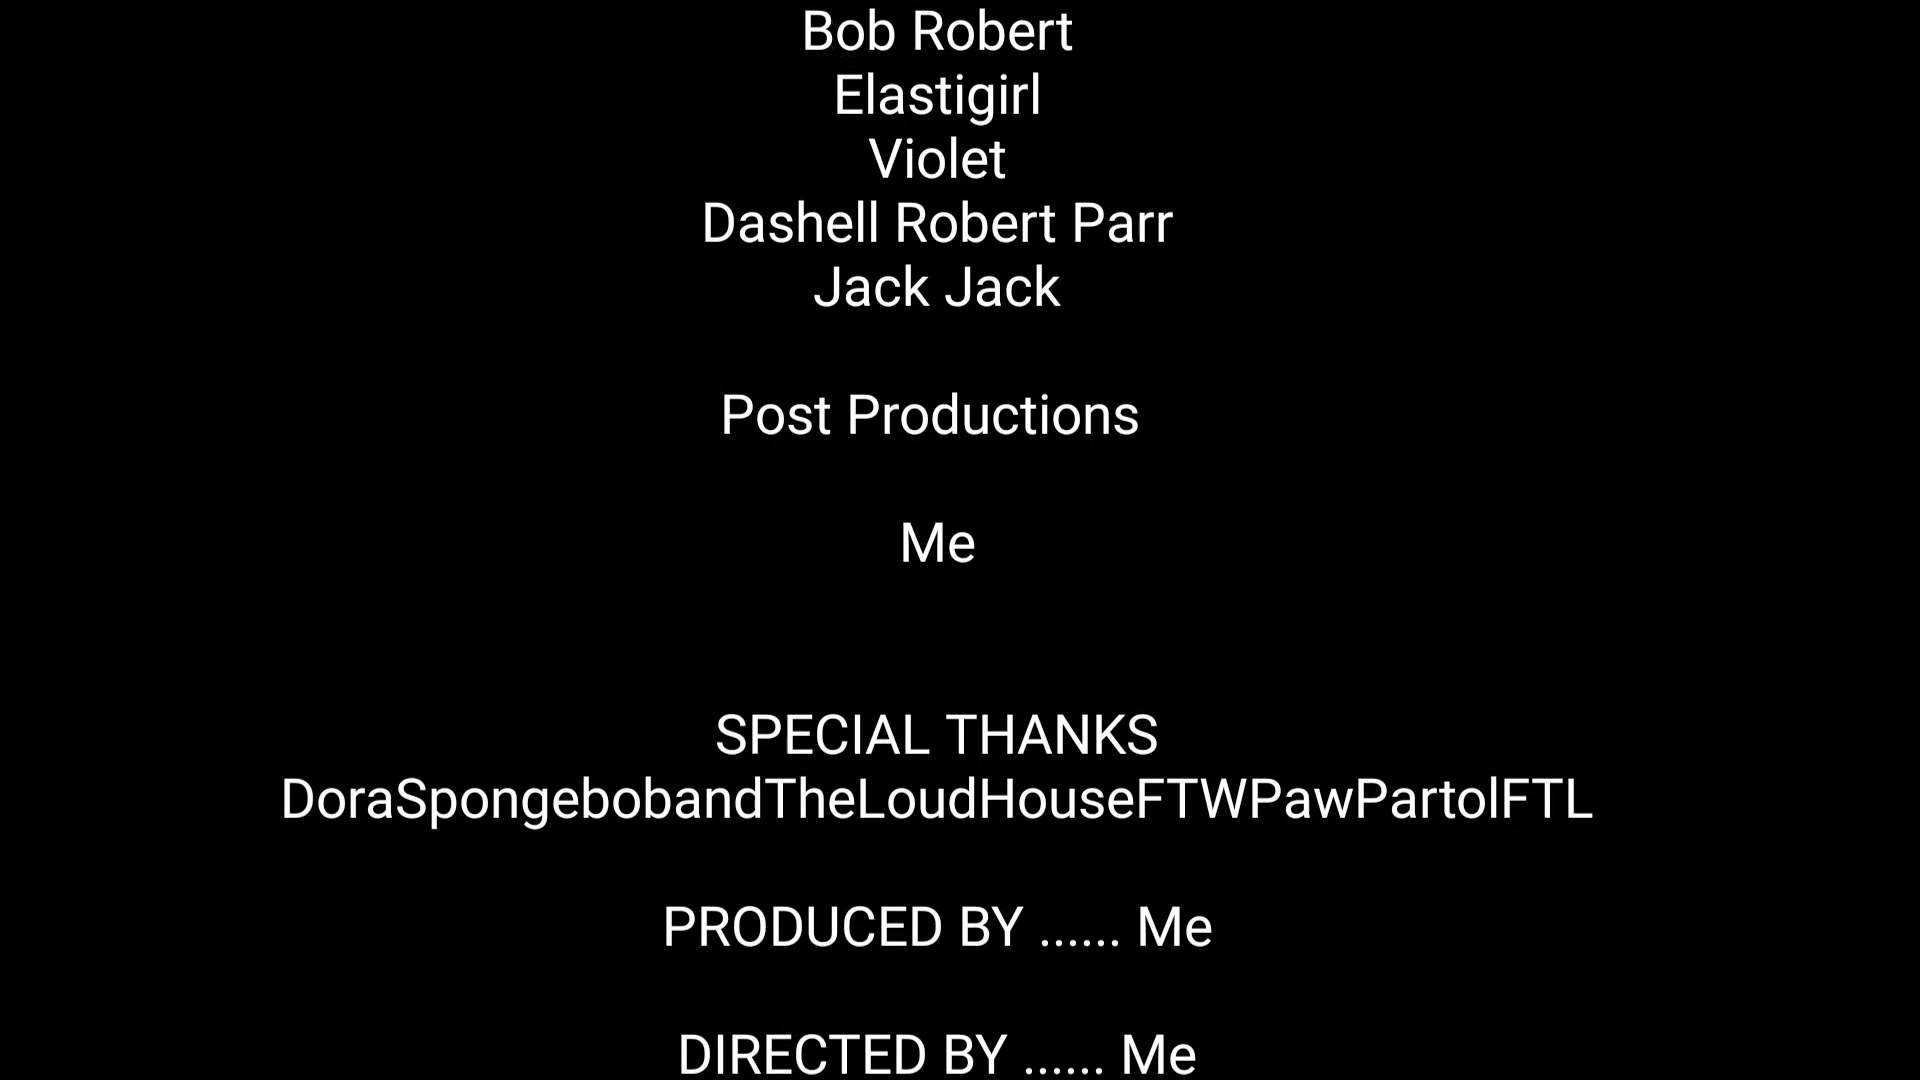 Bob Robert
Elastigirl
Violet
Dashell Robert Parr
Jack Jack
Post Productions
Me
SPECIAL THANKS
DoraSpongebobandTheLoudHouseFTWPawPartolFTL
PRODUCED BY ...... Me
DIRECTED BY ...... Me